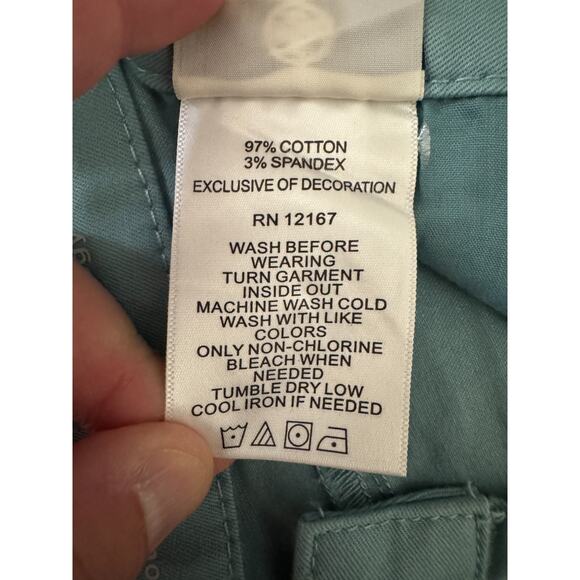 97% COTTON
3% SPANDEX
EXCLUSIVE OF DECORATION
RN 12167
WASH BEFORE
WEARING
TURN GARMENT
INSIDE OUT
MACHINE WASH COLD
WASH WITH LIKE
COLORS
ONLY NON-CHLORINE
BLEACH WHEN
NEEDED
TUMBLE DRY LOW
COOL IRON IF NEEDED